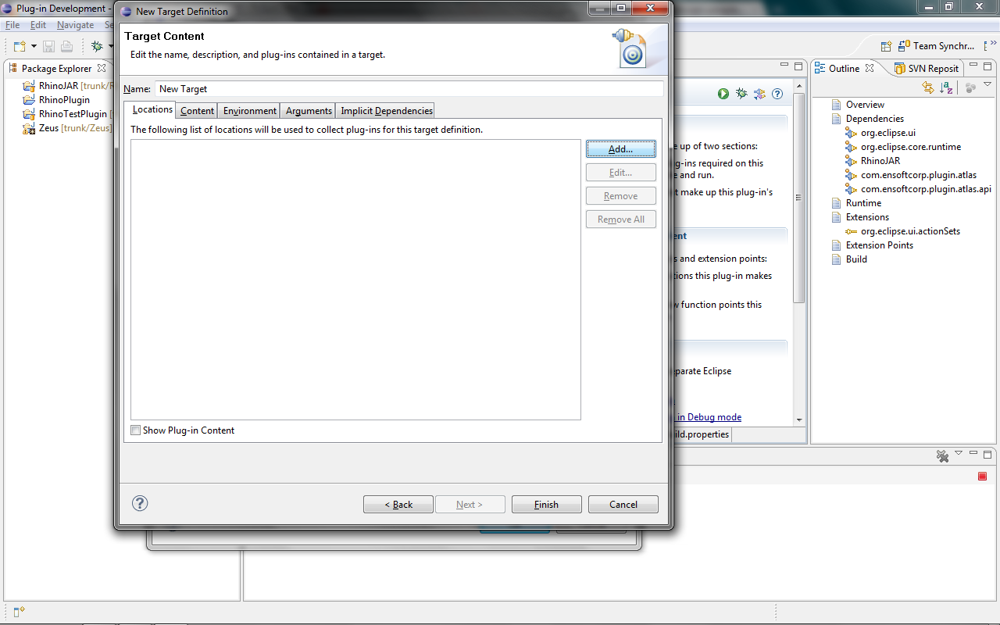 Plug-in Development -
New Target Definition
File Edit Navigate Se
Target Content
Edit the name, description, and plug-ins contained in a target.
Team Synchr...
Package Explorer
Outline
SVN Reposit
Name: New Target
RhinoJAR [trunk/R
RhinoPlugin
RhinoTestPlugin [
Zeus [trunk/Zeus]
Locations Content Environment Arguments Implicit Dependencies
The following list of locations will be used to collect plug-ins for this target definition.
Add...
Edit...
Remove
Remove All
Show Plug-in Content
< Back Next > Finish Cancel
e up of two sections:
g-ins required on this
e and run.
t make up this plug-in's
ent
s and extension points:
tions this plug-in makes
w function points this
eparate Eclipse
in Debug mode
ild.properties
Overview
Dependencies
org.eclipse.ui
org.eclipse.core.runtime
RhinoJAR
com.ensoftcorp.plugin.atlas
com.ensoftcorp.plugin.atlas.api
Runtime
Extensions
org.eclipse.ui.actionSets
Extension Points
Build